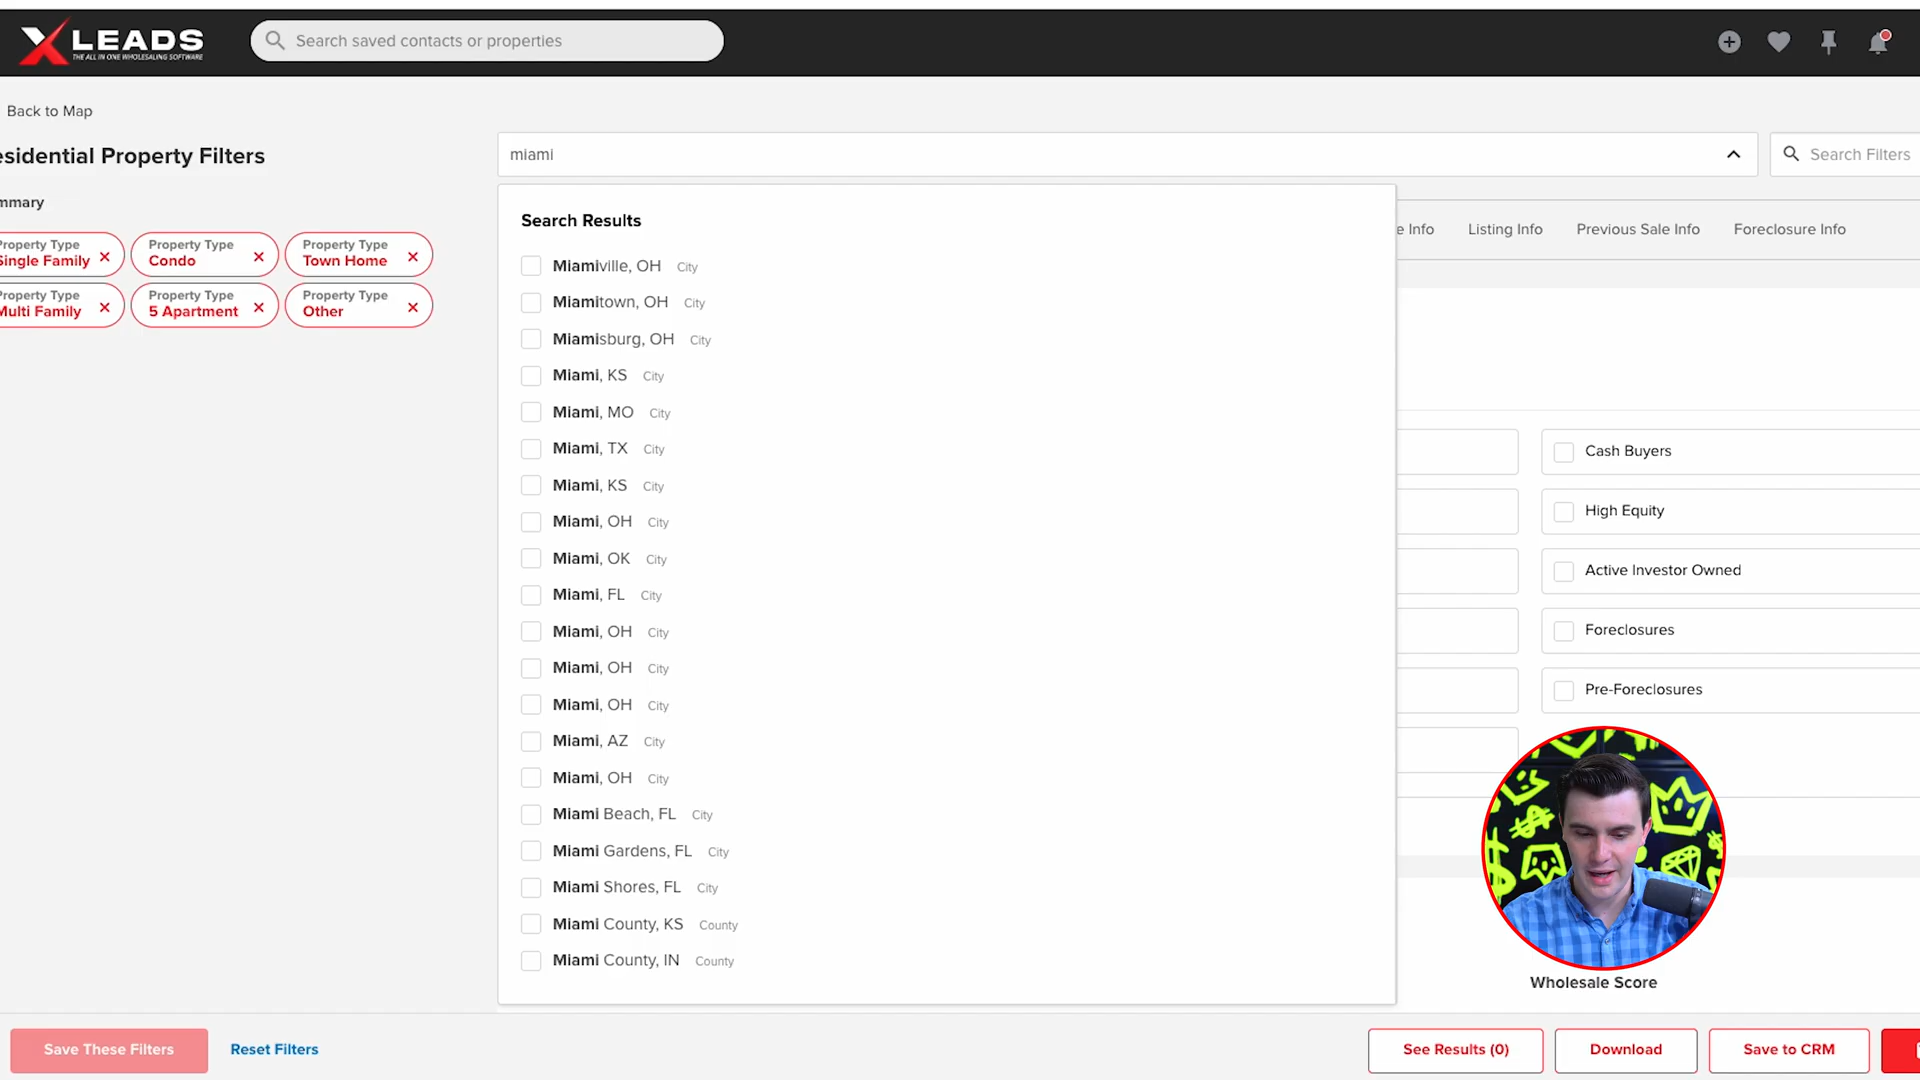 XLEADS
THE ALL IN ONE WHOLESALING SOFTWARE
Search saved contacts or properties
Back to Map
esidential Property Filters
miami
Search Filters
mmary
Property Type
Single Family
Property Type
Condo
Property Type
Town Home
Property Type
Multi Family
Property Type
5 Apartment
Property Type
Other
Search Results
Miamiville, OH City
Miamitown, OH City
Miamisburg, OH City
Miami, KS City
Miami, MO City
Miami, TX City
Miami, KS City
Miami, OH City
Miami, OK City
Miami, FL City
Miami, OH City
Miami, OH City
Miami, OH City
Miami, AZ City
Miami, OH City
Miami Beach, FL City
Miami Gardens, FL City
Miami Shores, FL City
Miami County, KS County
Miami County, IN County
e Info
Listing Info
Previous Sale Info
Foreclosure Info
Cash Buyers
High Equity
Active Investor Owned
Foreclosures
Pre-Foreclosures
Wholesale Score
Save These Filters
Reset Filters
See Results (0)
Download
Save to CRM